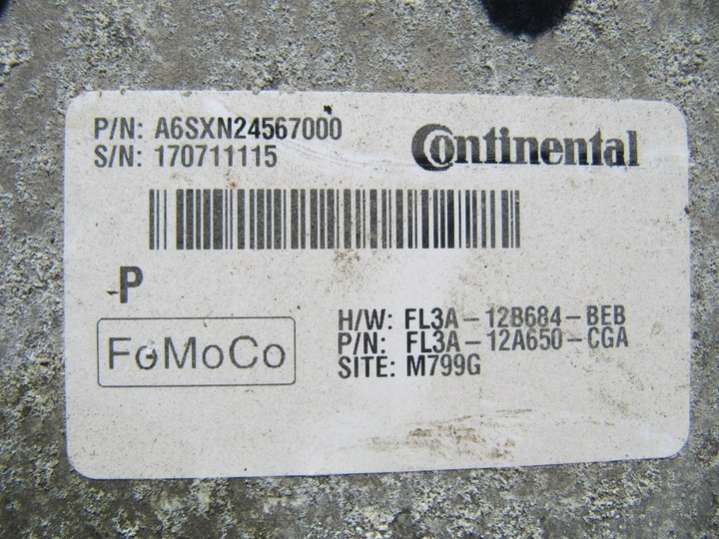 P/N: A6SXN24567000
S/N: 170711115
Continental
P
FoMoCo
H/W: FL3A-12B684-BEB
P/N: FL3A-12A650-CGA
SITE: M799G